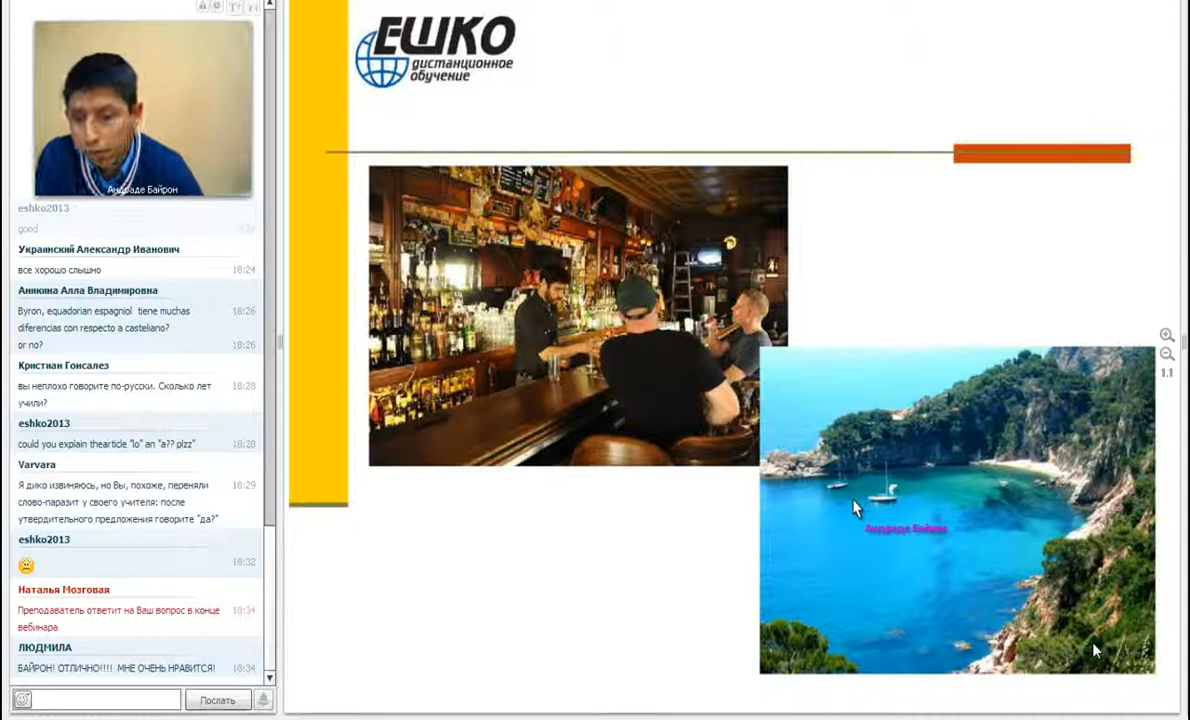 Андраде Байрон
eshko2013
good
Украинский Александр Иванович
все хорошо слышно 18:24
Аникина Алла Владимировна
Byron, equadorian espagniol tiene muchas 18:26
diferencias con respecto a casteliano?
or no? 18:26
Кристиан Гонсалез
вы неплохо говорите по-русски. Сколько лет 18:28
учили?
eshko2013
could you explain thearticle "lo" an "a?? plzz" 18:28
Varvara
Я дико извиняюсь, но Вы, похоже, переняли 18:29
слово-паразит у своего учителя: после
утвердительного предложения говорите "да?"
eshko2013
18:32
Наталья Мозговая
Преподаватель ответит на Ваш вопрос в конце 18:34
вебинара
ЛЮДМИЛА
БАЙРОН! ОТЛИЧНО!!!! МНЕ ОЧЕНЬ НРАВИТСЯ! 18:34
Послать
ЕШКО
дистанционное
обучение
Андраде Байрон
1.1